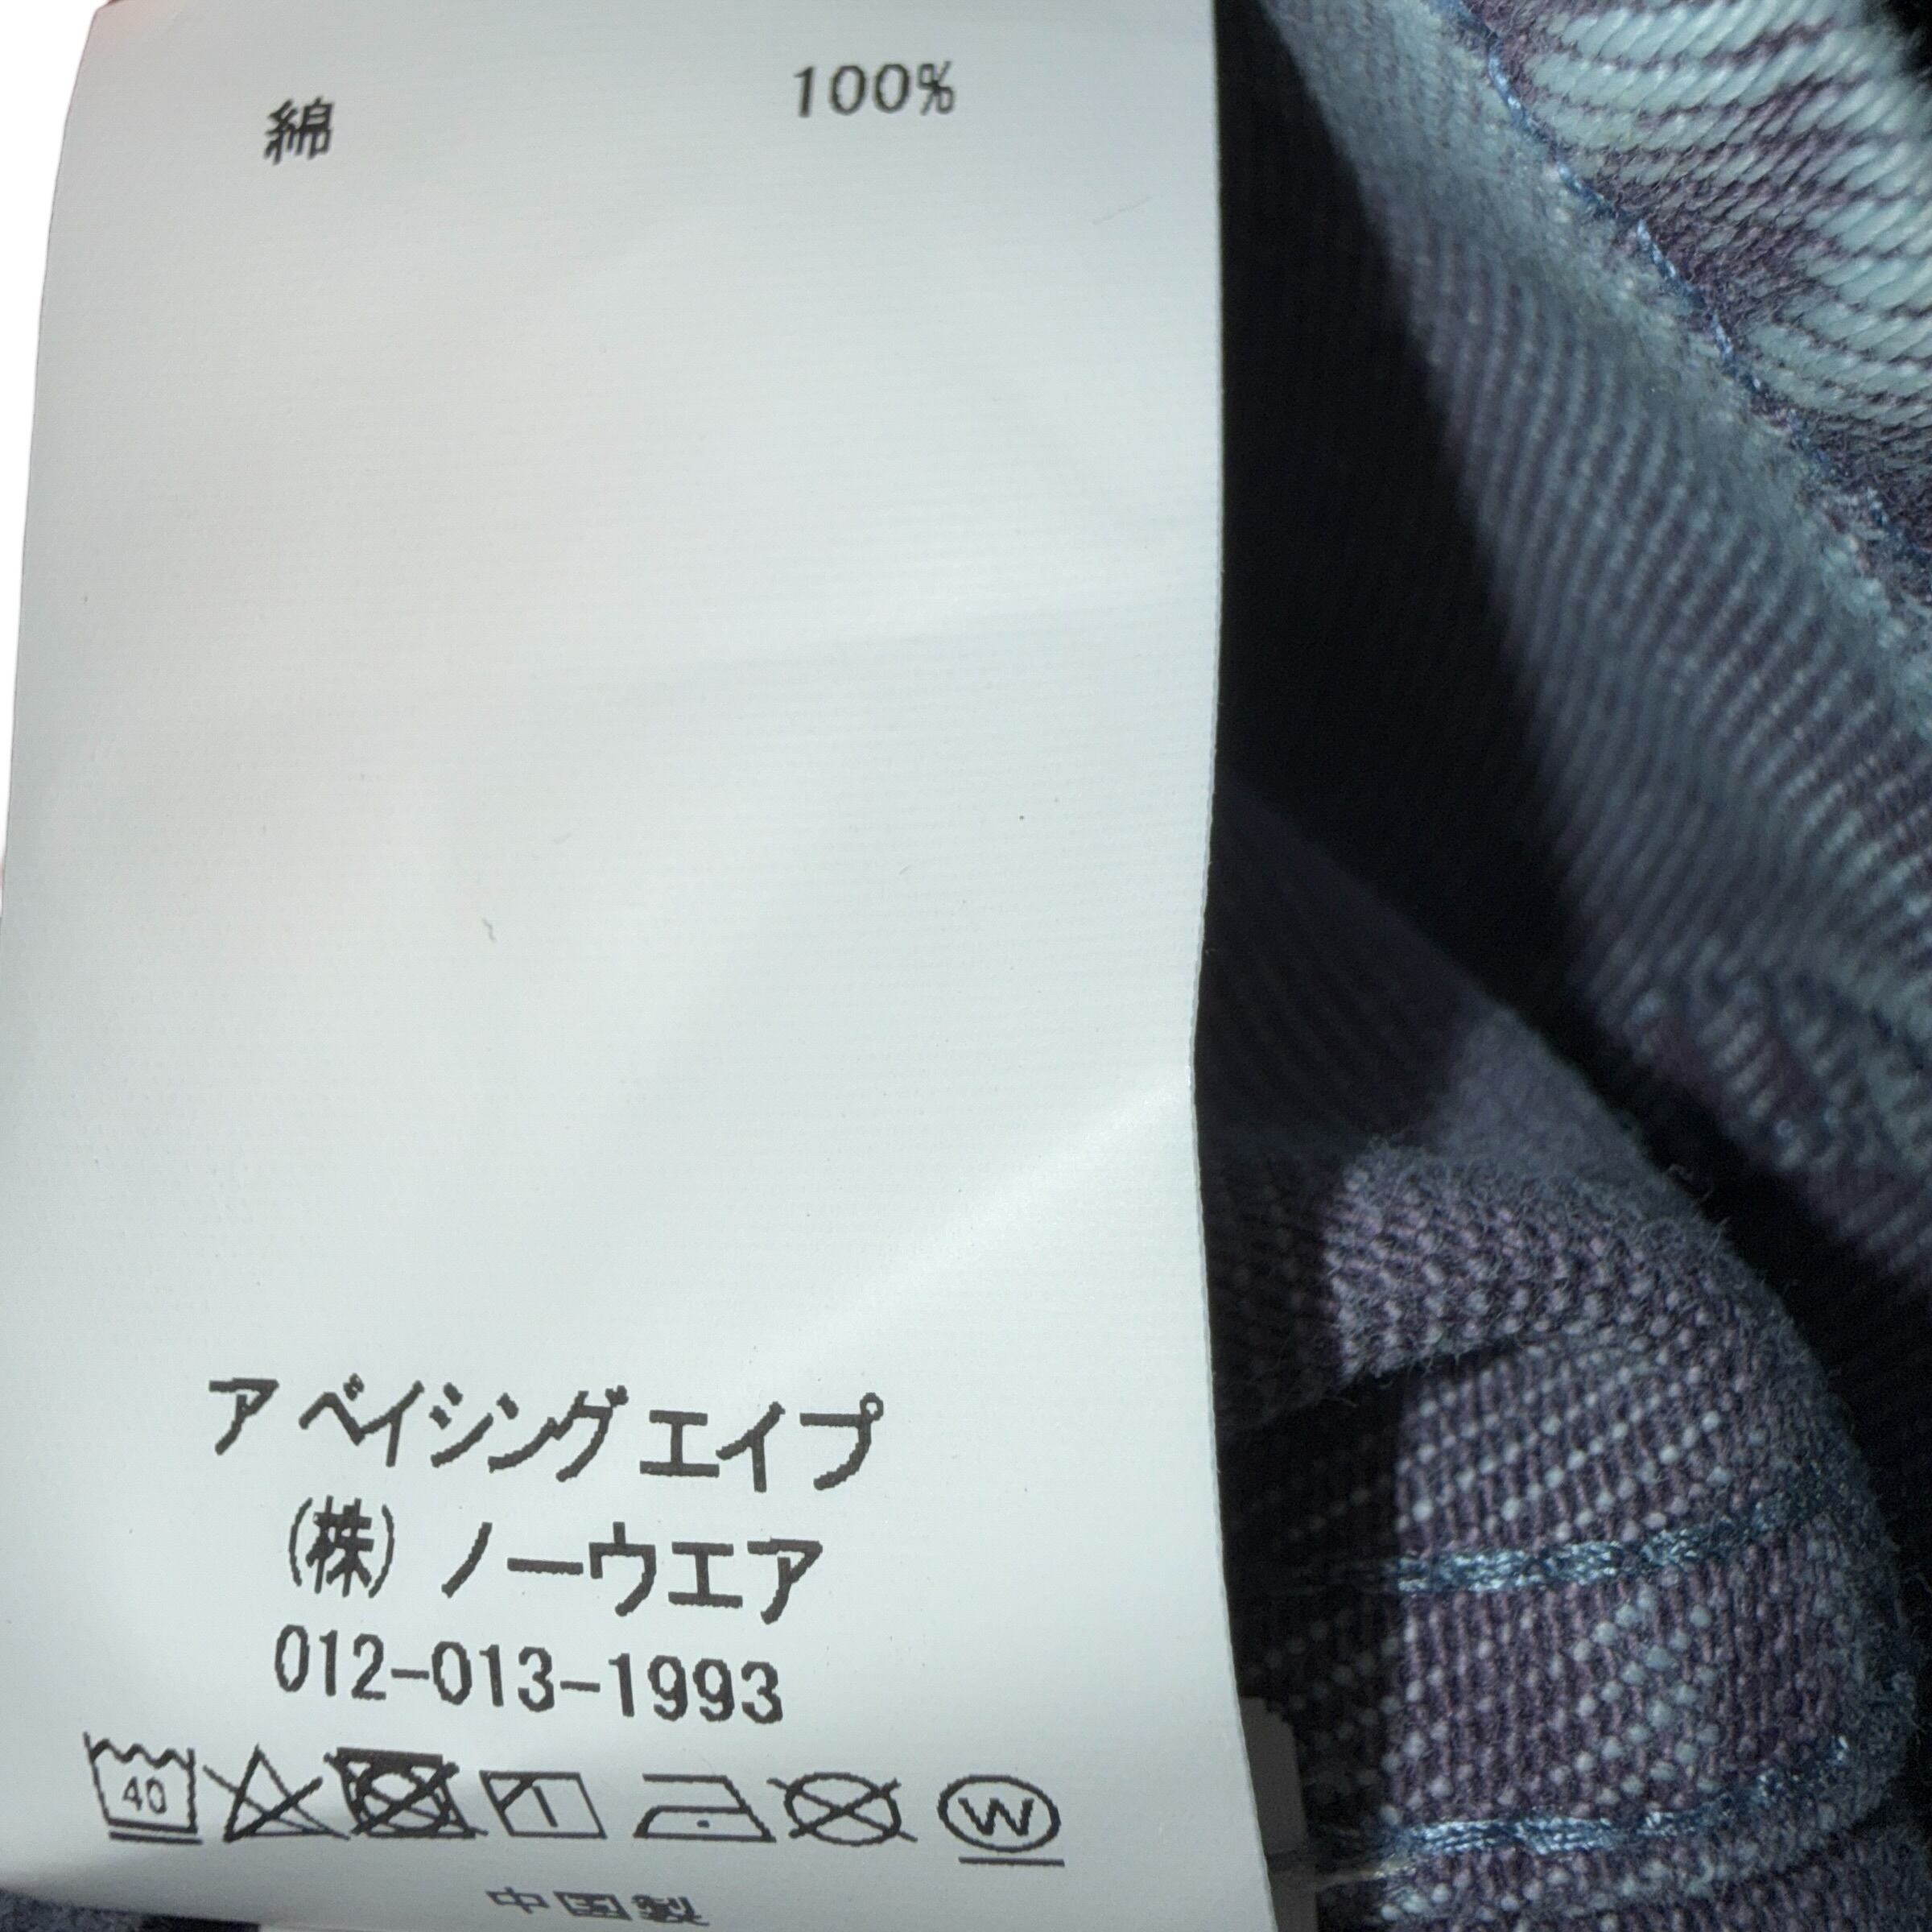 綿 100%
ア ベイシング エイプ
(株) ノーウエア
012-013-1993
40
W
中国製